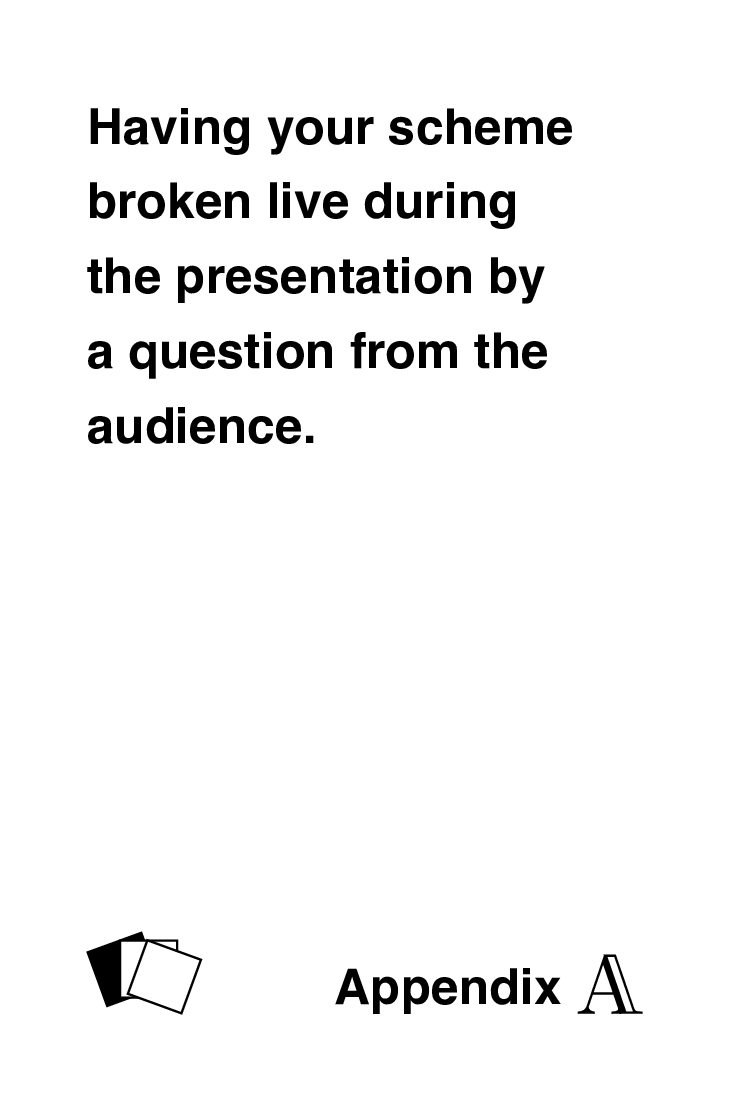 Having your scheme
broken live during
the presentation by
a question from the
audience.
Appendix 𝔸